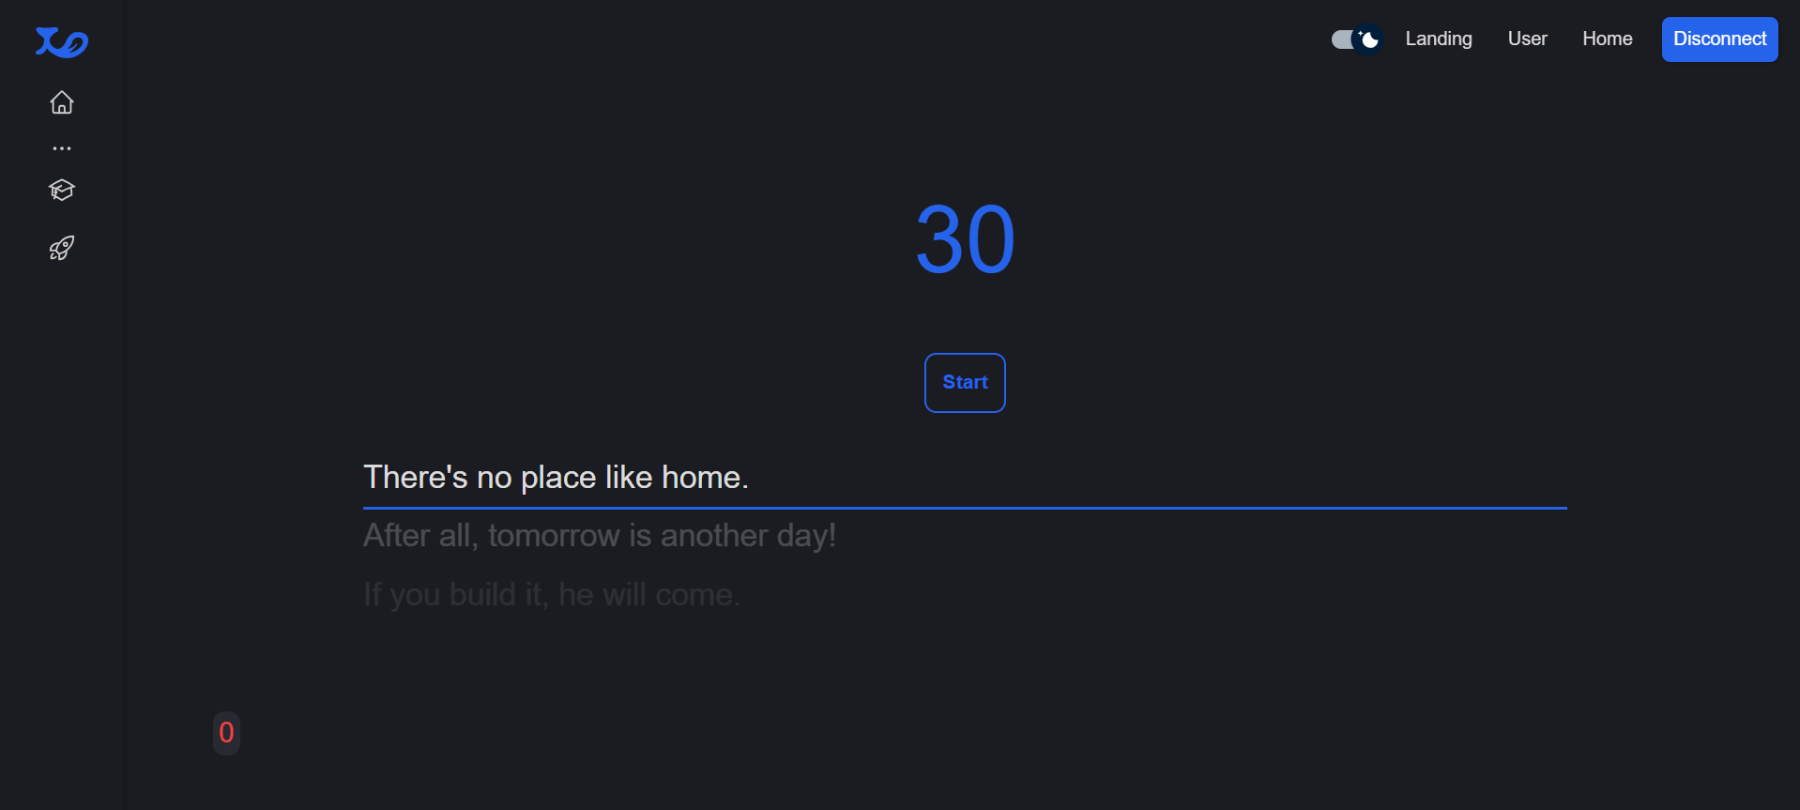 Landing User Home Disconnect
30
Start
There's no place like home.
After all, tomorrow is another day!
If you build it, he will come.
0